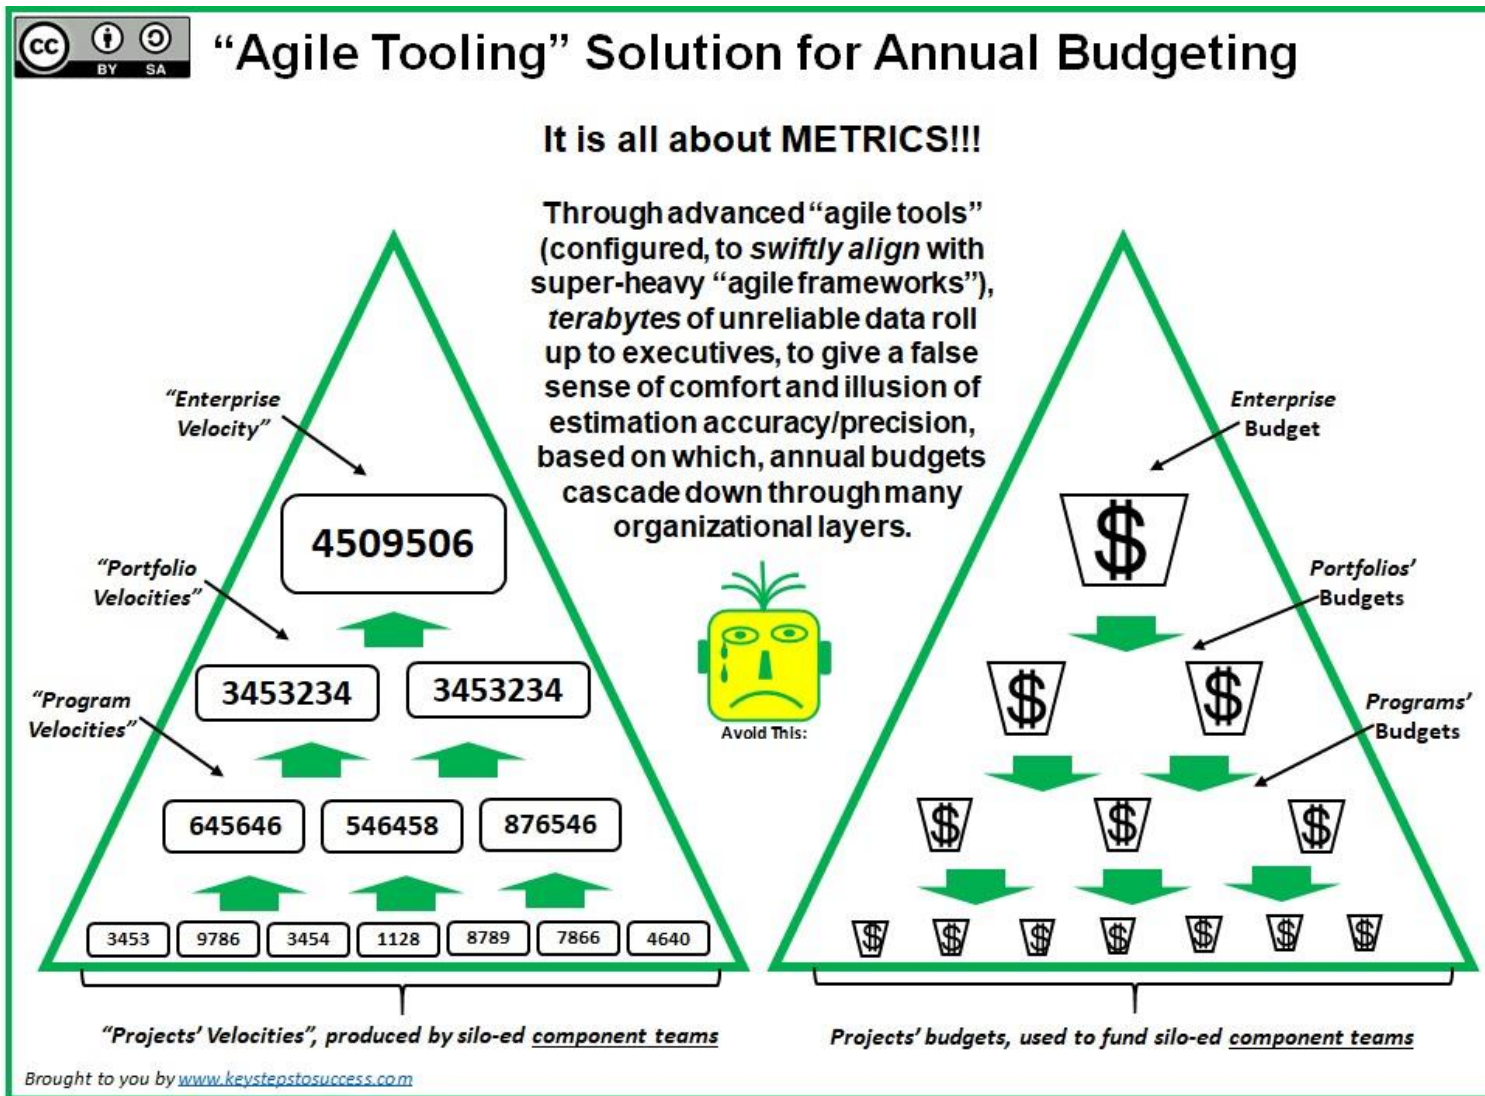 CC BY SA
“Agile Tooling” Solution for Annual Budgeting
It is all about METRICS!!!
Through advanced “agile tools”
(configured, to swiftly align with
super-heavy “agile frameworks”),
terabytes of unreliable data roll
up to executives, to give a false
sense of comfort and illusion of
estimation accuracy/precision,
based on which, annual budgets
cascade down through many
organizational layers.
Avoid This:
“Enterprise
Velocity”
4509506
“Portfolio
Velocities”
3453234 3453234
“Program
Velocities”
645646 546458 876546
3453 9786 3454 1128 8789 7866 4640
“Projects’ Velocities”, produced by silo-ed component teams
Enterprise
Budget
$
Portfolios’
Budgets
$ $
Programs’
Budgets
$ $ $
$ $ $ $ $ $ $
Projects’ budgets, used to fund silo-ed component teams
Brought to you by www.keystepstosuccess.com